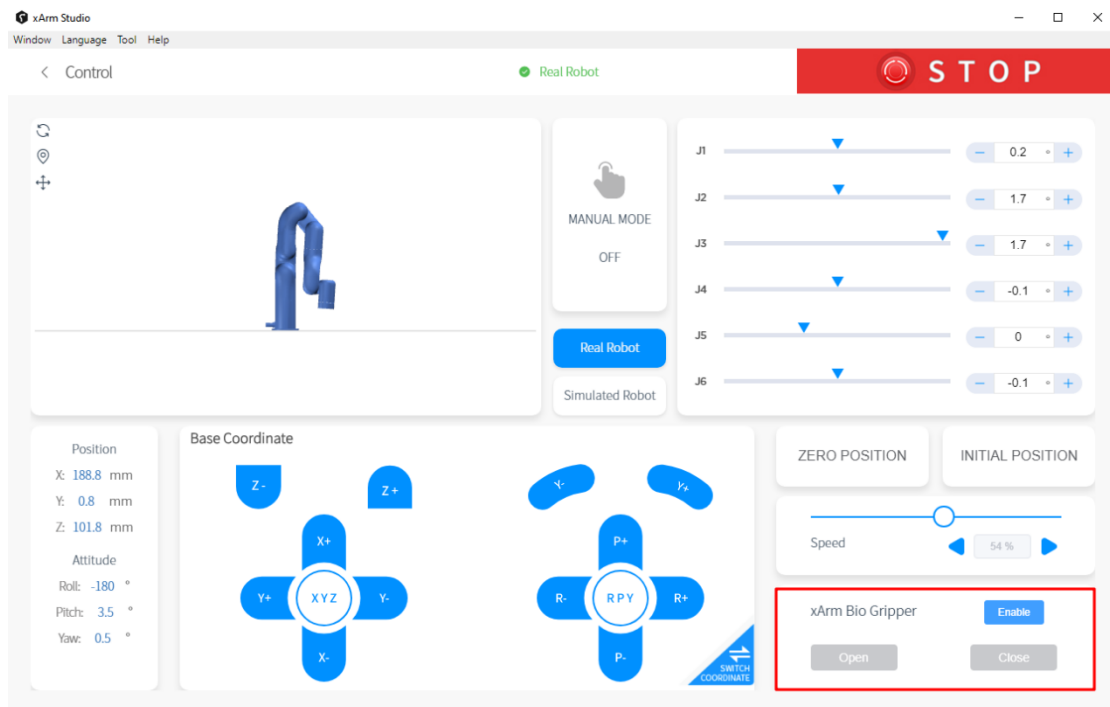 xArm Studio
Window Language Tool Help
Control
Real Robot
STOP
MANUAL MODE
OFF
Real Robot
Simulated Robot
J1 − 0.2 ° +
J2 − 1.7 ° +
J3 − 1.7 ° +
J4 − -0.1 ° +
J5 − 0 ° +
J6 − -0.1 ° +
Position
X: 188.8 mm
Y: 0.8 mm
Z: 101.8 mm
Attitude
Roll: -180 °
Pitch: 3.5 °
Yaw: 0.5 °
Base Coordinate
Z-
Z+
X+
Y+
XYZ
Y-
X-
Y-
Y+
P+
R-
RPY
R+
P-
SWITCH
COORDINATE
ZERO POSITION
INITIAL POSITION
Speed
54 %
xArm Bio Gripper
Enable
Open
Close